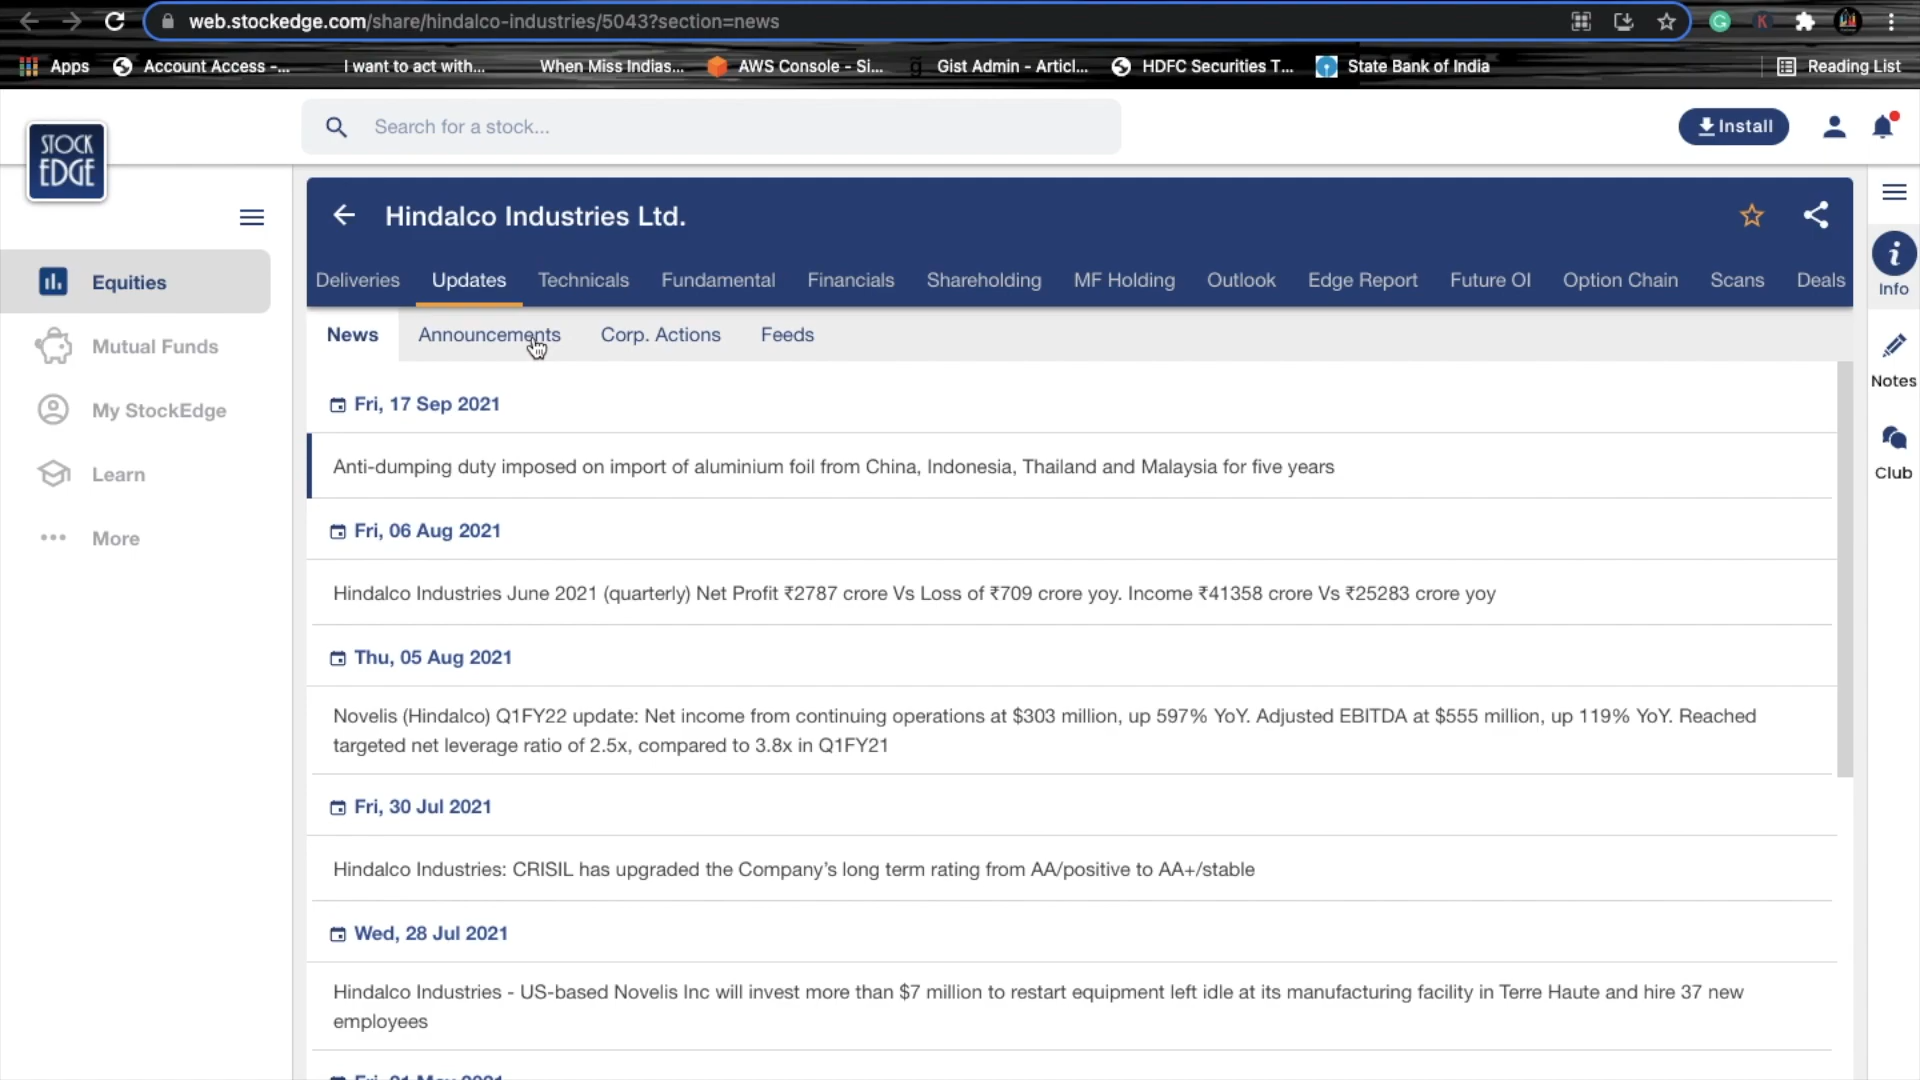 web.stockedge.com/share/hindalco-industries/5043?section=news
Apps
Account Access -...
I want to act with...
When Miss Indias...
AWS Console - Si...
Gist Admin - Articl...
HDFC Securities T...
State Bank of India
Reading List
STOCK
EDGE
Search for a stock...
Install
Hindalco Industries Ltd.
Deliveries Updates Technicals Fundamental Financials Shareholding MF Holding Outlook Edge Report Future OI Option Chain Scans Deals
News Announcements Corp. Actions Feeds
Equities
Mutual Funds
My StockEdge
Learn
More
Fri, 17 Sep 2021
Anti-dumping duty imposed on import of aluminium foil from China, Indonesia, Thailand and Malaysia for five years
Fri, 06 Aug 2021
Hindalco Industries June 2021 (quarterly) Net Profit ₹2787 crore Vs Loss of ₹709 crore yoy. Income ₹41358 crore Vs ₹25283 crore yoy
Thu, 05 Aug 2021
Novelis (Hindalco) Q1FY22 update: Net income from continuing operations at $303 million, up 597% YoY. Adjusted EBITDA at $555 million, up 119% YoY. Reached
targeted net leverage ratio of 2.5x, compared to 3.8x in Q1FY21
Fri, 30 Jul 2021
Hindalco Industries: CRISIL has upgraded the Company's long term rating from AA/positive to AA+/stable
Wed, 28 Jul 2021
Hindalco Industries - US-based Novelis Inc will invest more than $7 million to restart equipment left idle at its manufacturing facility in Terre Haute and hire 37 new
employees
Fri, 21 May 2021
Info
Notes
Club